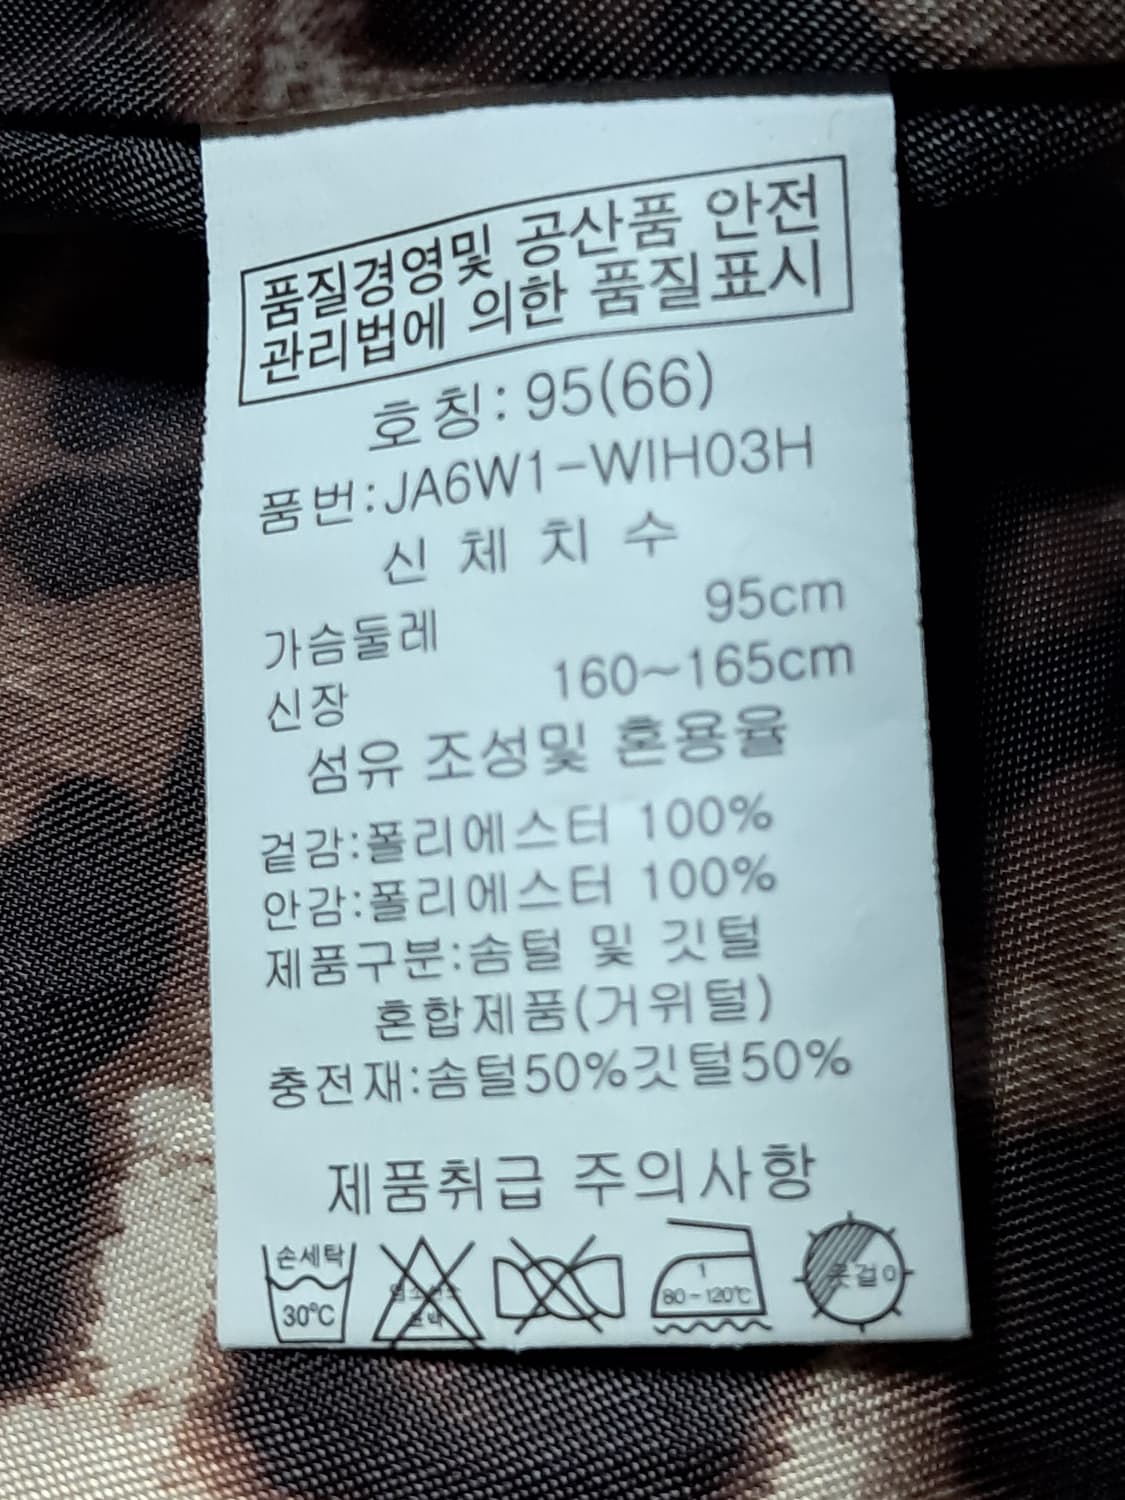 품질경영및 공산품 안전
관리법에 의한 품질표시
호칭: 95(66)
품번:JA6W1-WIH03H
신 체 치 수
가슴둘레 95cm
신장 160~165cm
섬유 조성및 혼용율
겉감:폴리에스터 100%
안감:폴리에스터 100%
제품구분:솜털 및 깃털
혼합제품(거위털)
충전재:솜털50%깃털50%
제품취급 주의사항
손세탁
30℃
1
80~120℃
옷걸이